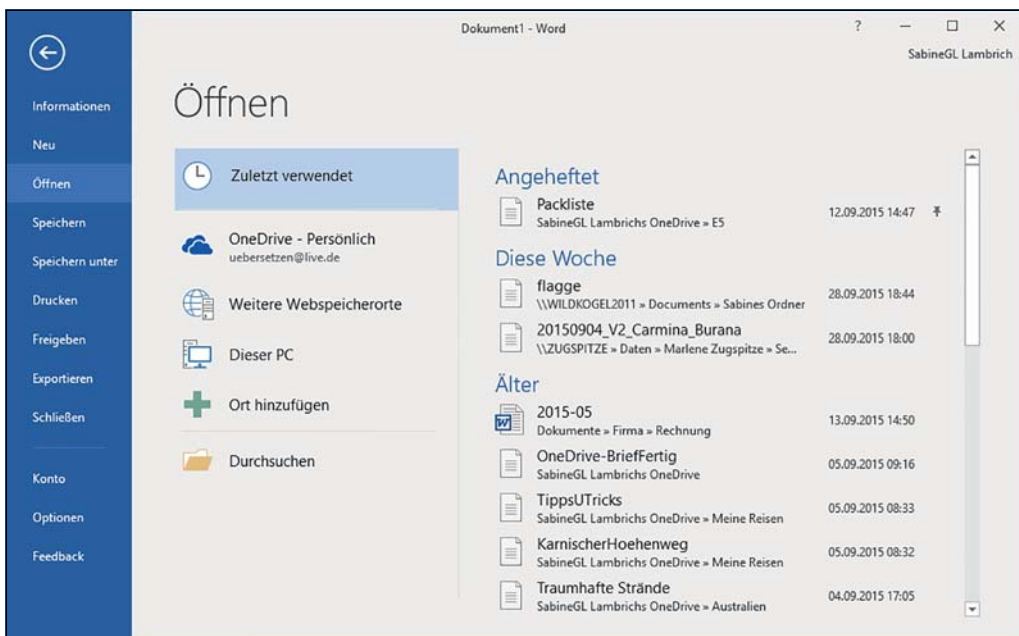 Dokument1 - Word
?
SabineGL Lambrich
Informationen
Neu
Öffnen
Speichern
Speichern unter
Drucken
Freigeben
Exportieren
Schließen
Konto
Optionen
Feedback
Öffnen
Zuletzt verwendet
OneDrive - Persönlich
uebersetzen@live.de
Weitere Webspeicherorte
Dieser PC
Ort hinzufügen
Durchsuchen
Angeheftet
Packliste 12.09.2015 14:47
SabineGL Lambrichs OneDrive » E5
Diese Woche
flagge 28.09.2015 18:44
\\WILDKOGEL2011 » Documents » Sabines Ordner
20150904_V2_Carmina_Burana 28.09.2015 18:00
\\ZUGSPITZE » Daten » Marlene Zugspitze » Se...
Älter
2015-05 13.09.2015 14:50
Dokumente » Firma » Rechnung
OneDrive-BriefFertig 05.09.2015 09:16
SabineGL Lambrichs OneDrive
TippsUTricks 05.09.2015 08:33
SabineGL Lambrichs OneDrive » Meine Reisen
KarnischerHoehenweg 05.09.2015 08:32
SabineGL Lambrichs OneDrive » Meine Reisen
Traumhafte Strände 04.09.2015 17:05
SabineGL Lambrichs OneDrive » Australien